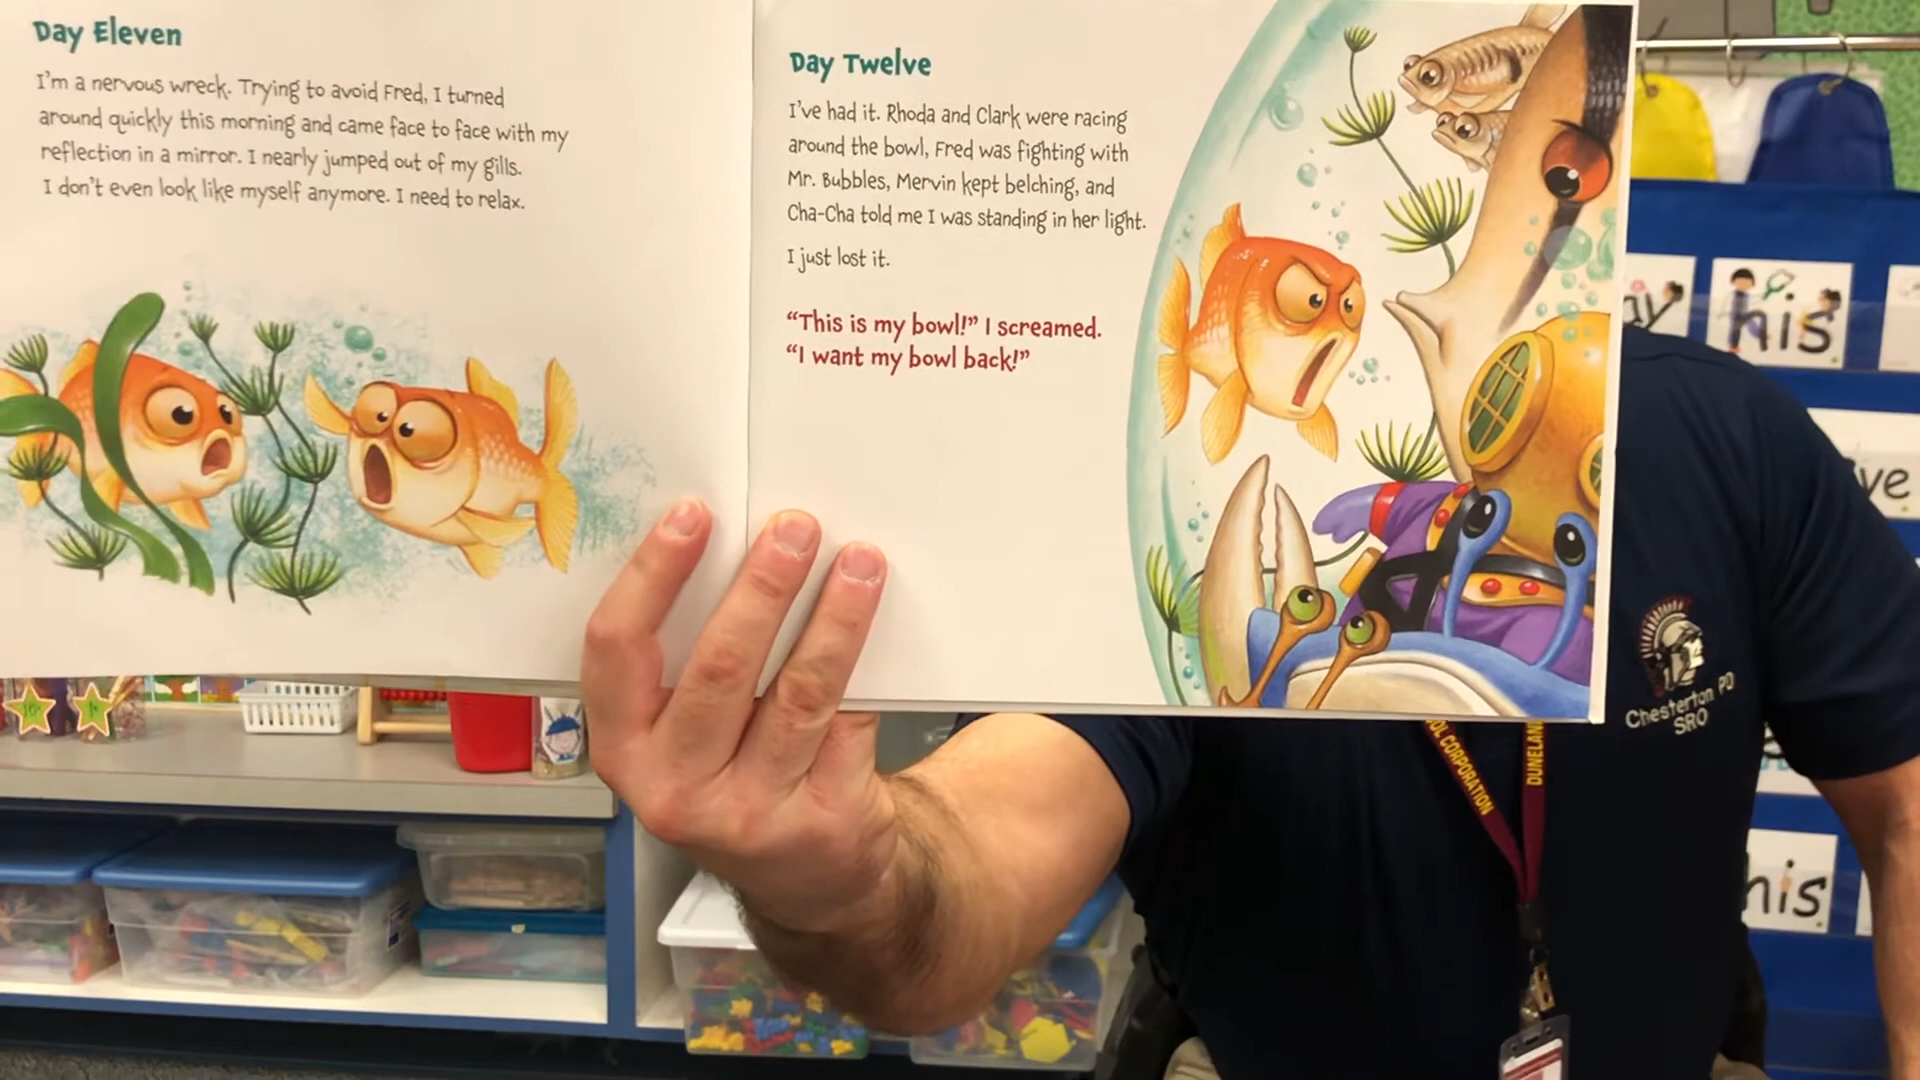 Day Eleven
I'm a nervous wreck. Trying to avoid Fred, I turned
around quickly this morning and came face to face with my
reflection in a mirror. I nearly jumped out of my gills.
I don't even look like myself anymore. I need to relax.
Day Twelve
I've had it. Rhoda and Clark were racing
around the bowl, Fred was fighting with
Mr. Bubbles, Mervin kept belching, and
Cha-Cha told me I was standing in her light.
I just lost it.
“This is my bowl!” I screamed.
“I want my bowl back!”
his
Chesterton PD
SRO
CORPORATION
his